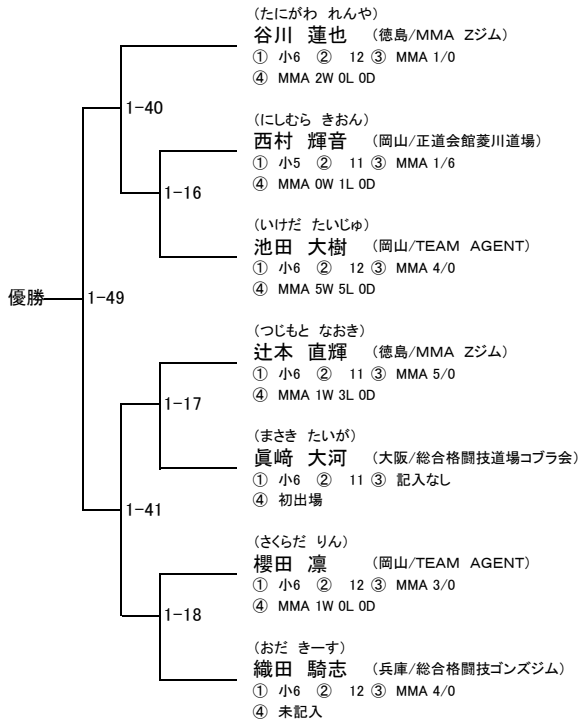 (たにがわ れんや)
谷川 蓮也 (徳島/MMA Zジム)
① 小6 ② 12 ③ MMA 1/0
④ MMA 2W 0L 0D
1-40
(にしむら きおん)
西村 輝音 (岡山/正道会館菱川道場)
① 小5 ② 11 ③ MMA 1/6
④ MMA 0W 1L 0D
1-16
(いけだ たいじゅ)
池田 大樹 (岡山/TEAM AGENT)
① 小6 ② 12 ③ MMA 4/0
④ MMA 5W 5L 0D
優勝
1-49
(つじもと なおき)
辻本 直輝 (徳島/MMA Zジム)
① 小6 ② 11 ③ MMA 5/0
④ MMA 1W 3L 0D
1-17
(まさき たいが)
眞﨑 大河 (大阪/総合格闘技道場コブラ会)
① 小6 ② 11 ③ 記入なし
④ 初出場
1-41
(さくらだ りん)
櫻田 凛 (岡山/TEAM AGENT)
① 小6 ② 12 ③ MMA 3/0
④ MMA 1W 0L 0D
1-18
(おだ きーす)
織田 騎志 (兵庫/総合格闘技ゴンズジム)
① 小6 ② 12 ③ MMA 4/0
④ 未記入